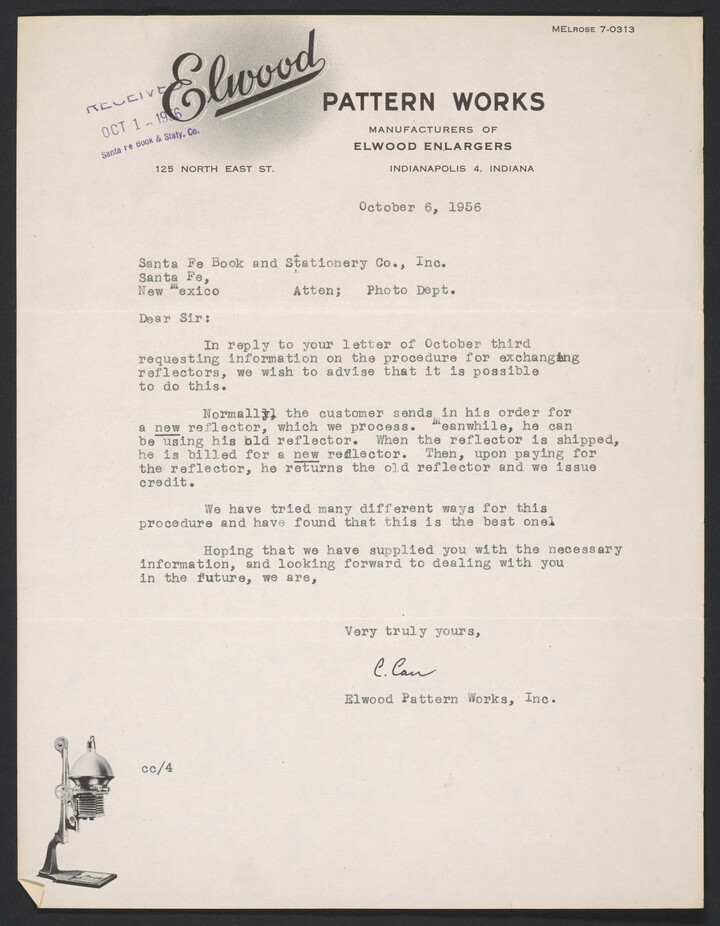 MElrose 7-0313
Elwood
PATTERN WORKS
MANUFACTURERS OF
ELWOOD ENLARGERS
125 NORTH EAST ST.
INDIANAPOLIS 4, INDIANA
RECEIVED
OCT 1 - 1956
Santa Fe Book & Staty. Co.
October 6, 1956
Santa Fe Book and Stationery Co., Inc.
Santa Fe,
New Mexico Atten; Photo Dept.
Dear Sir:
In reply to your letter of October third
requesting information on the procedure for exchanging
reflectors, we wish to advise that it is possible
to do this.
Normally, the customer sends in his order for
a new reflector, which we process. Meanwhile, he can
be using his old reflector. When the reflector is shipped,
he is billed for a new reflector. Then, upon paying for
the reflector, he returns the old reflector and we issue
credit.
We have tried many different ways for this
procedure and have found that this is the best one.
Hoping that we have supplied you with the necessary
information, and looking forward to dealing with you
in the future, we are,
Very truly yours,
C. Carr
Elwood Pattern Works, Inc.
cc/4